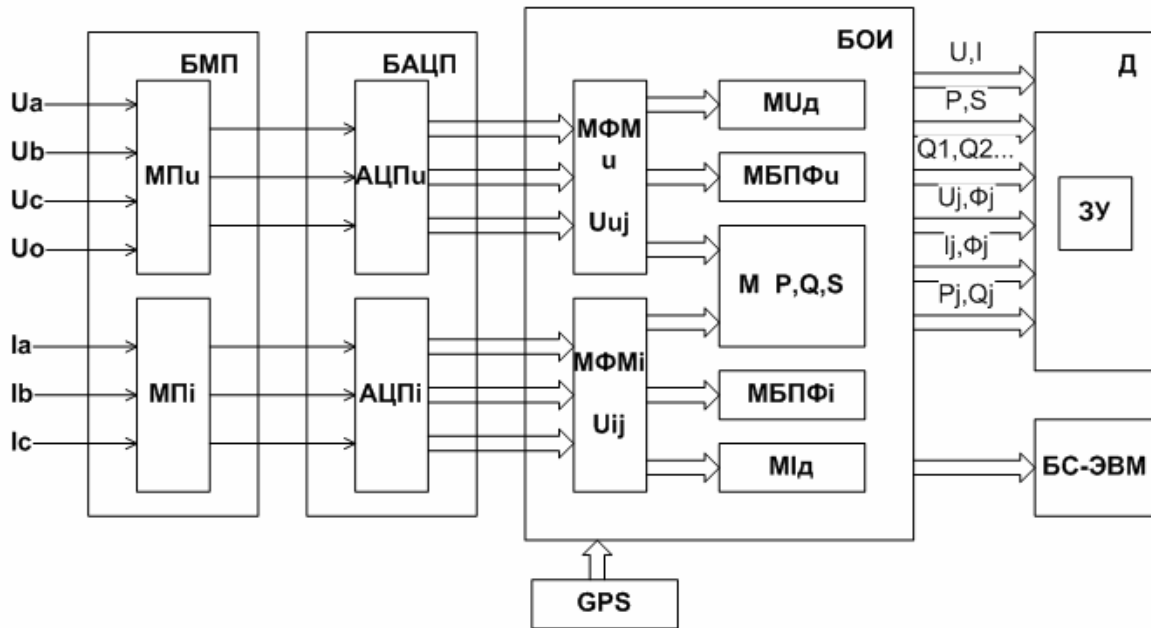 БМП
БАЦП
БОИ
Д
Ua
Ub
Uc
Uo
МПu
АЦПu
МФМ
u
Uuj
МUд
МБПФu
М P,Q,S
U,I
P,S
Q1,Q2...
Uj,Фj
Ij,Фj
Pj,Qj
ЗУ
Ia
Ib
Ic
МПi
АЦПi
МФМi
Uij
МБПФi
МIд
БС-ЭВМ
GPS